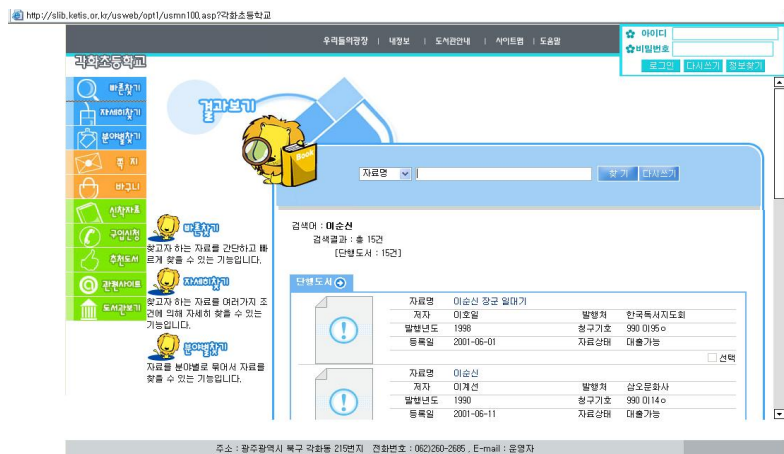 http://slib.ketis.or.kr/usweb/opt1/usmn100.asp?각화초등학교
우리들의광장 | 내정보 | 도서관안내 | 사이트맵 | 도움말
아이디
비밀번호
로그인 다시쓰기 정보찾기
각화초등학교
빠른찾기
자세히찾기
분야별찾기
쪽 지
바구니
신착자료
구입신청
추천도서
관련사이트
도서관보기
결과보기
Book
자료명
찾 기 다시쓰기
빠른찾기
찾고자 하는 자료를 간단하고 빠
르게 찾을 수 있는 기능입니다.
자세히찾기
찾고자 하는 자료를 여러가지 조
건에 의해 자세히 찾을 수 있는
기능입니다.
분야별찾기
자료를 분야별로 묶어서 자료를
찾을 수 있는 기능입니다.
검색어 : 이순신
검색결과 : 총 15건
[단행도서 : 15건]
단행도서
자료명 이순신 장군 일대기
저자 이호일 발행처 한국독서지도회
발행년도 1998 청구기호 990 이95ㅇ
등록일 2001-06-01 자료상태 대출가능
선택
자료명 이순신
저자 이계선 발행처 삼오문화사
발행년도 1990 청구기호 990 이14ㅇ
등록일 2001-06-11 자료상태 대출가능
주소 : 광주광역시 북구 각화동 215번지 전화번호 : 062)260-2685 , E-mail : 운영자